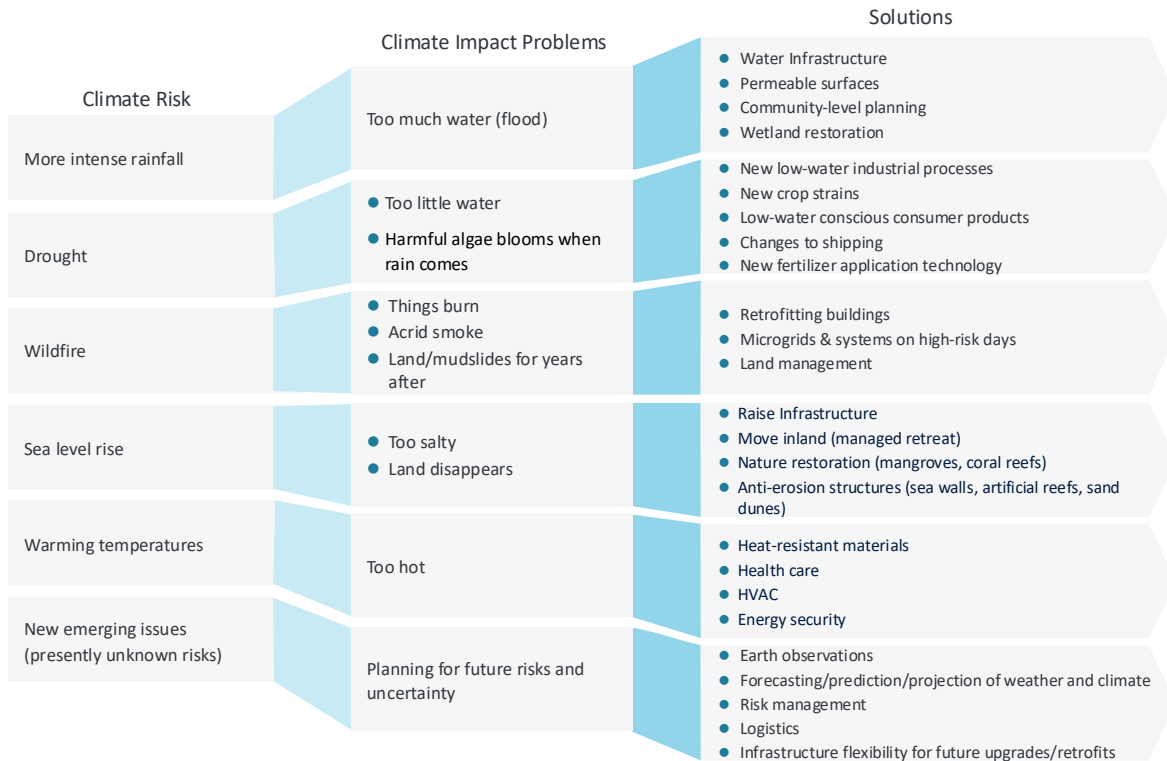 Solutions
Climate Impact Problems
Climate Risk
More intense rainfall
Too much water (flood)
Water Infrastructure
Permeable surfaces
Community-level planning
Wetland restoration
Drought
Too little water
Harmful algae blooms when
rain comes
New low-water industrial processes
New crop strains
Low-water conscious consumer products
Changes to shipping
New fertilizer application technology
Wildfire
Things burn
Acrid smoke
Land/mudslides for years
after
Retrofitting buildings
Microgrids & systems on high-risk days
Land management
Sea level rise
Too salty
Land disappears
Raise Infrastructure
Move inland (managed retreat)
Nature restoration (mangroves, coral reefs)
Anti-erosion structures (sea walls, artificial reefs, sand
dunes)
Warming temperatures
Too hot
Heat-resistant materials
Health care
HVAC
Energy security
New emerging issues
(presently unknown risks)
Planning for future risks and
uncertainty
Earth observations
Forecasting/prediction/projection of weather and climate
Risk management
Logistics
Infrastructure flexibility for future upgrades/retrofits